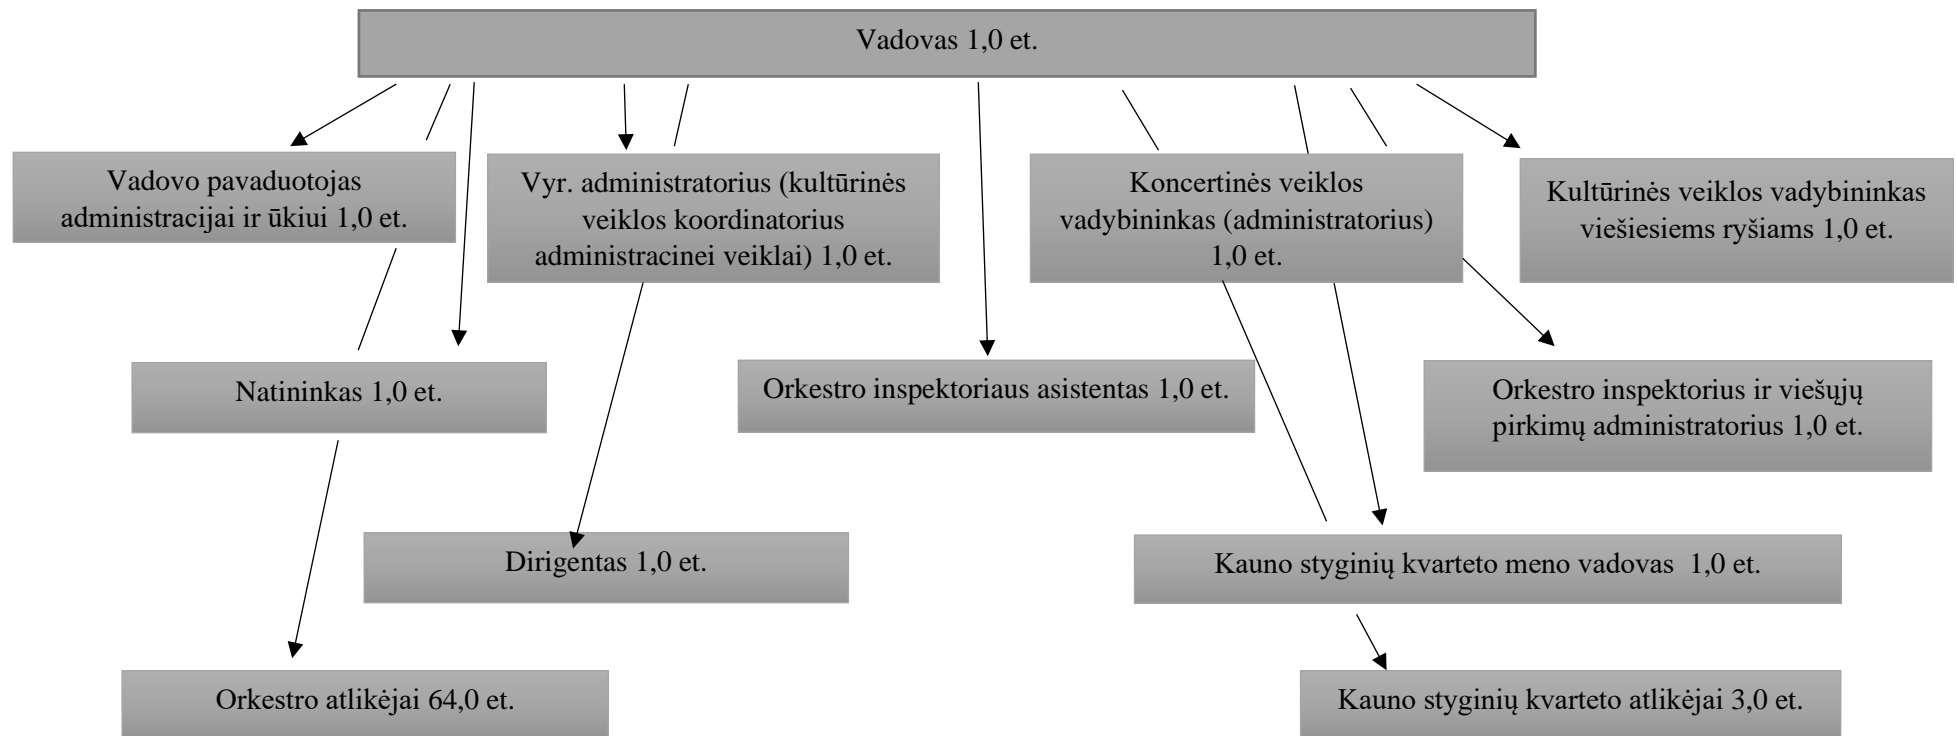 Vadovas 1,0 et.
Vadovo pavaduotojas
administracijai ir ūkiui 1,0 et.
Vyr. administratorius (kultūrinės
veiklos koordinatorius
administracinei veiklai) 1,0 et.
Koncertinės veiklos
vadybininkas (administratorius)
1,0 et.
Kultūrinės veiklos vadybininkas
viešiesiems ryšiams 1,0 et.
Natininkas 1,0 et.
Orkestro inspektoriaus asistentas 1,0 et.
Orkestro inspektorius ir viešųjų
pirkimų administratorius 1,0 et.
Dirigentas 1,0 et.
Kauno styginių kvarteto meno vadovas  1,0 et.
Orkestro atlikėjai 64,0 et.
Kauno styginių kvarteto atlikėjai 3,0 et.